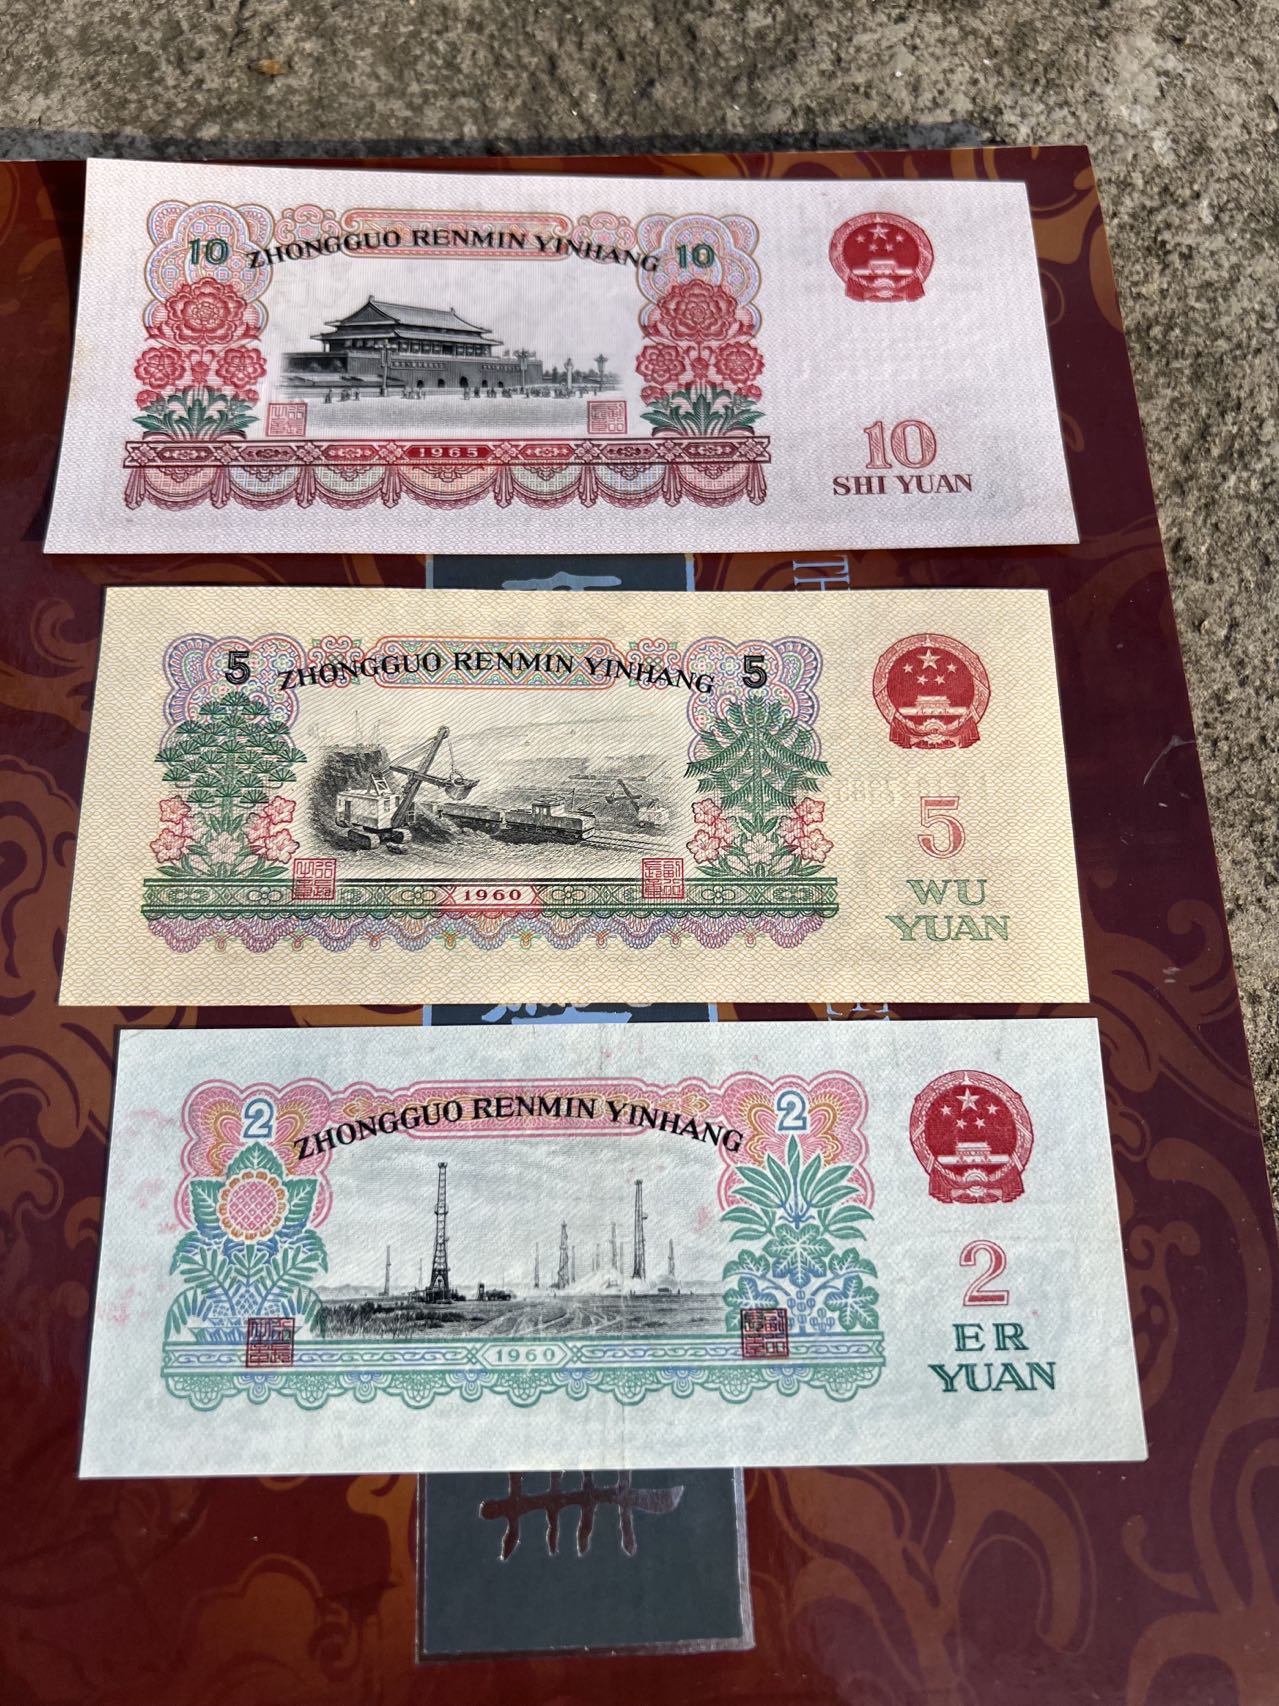 10 ZHONGGUO RENMIN YINHANG 10
1965
10
SHI YUAN
TH
5 ZHONGGUO RENMIN YINHANG 5
1960
5
WU
YUAN
2 ZHONGGUO RENMIN YINHANG 2
1960
2
ER
YUAN